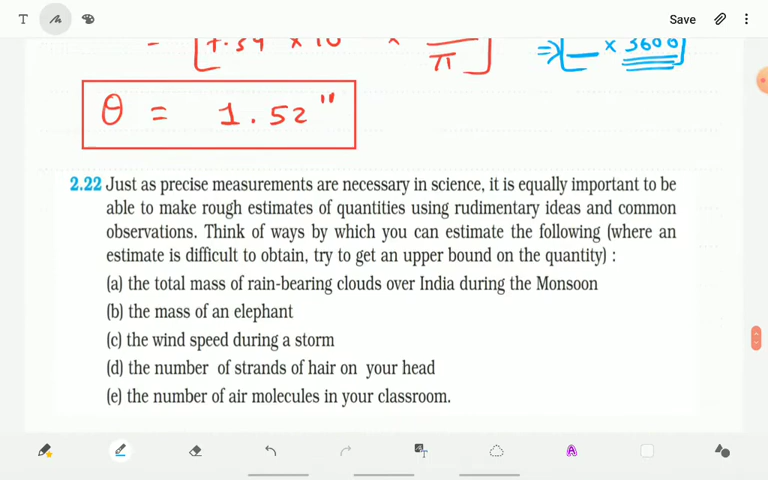 T
Save
= [7.54 × 10 × π]
⇒[ × 3600]
θ = 1.52"
2.22 Just as precise measurements are necessary in science, it is equally important to be
able to make rough estimates of quantities using rudimentary ideas and common
observations. Think of ways by which you can estimate the following (where an
estimate is difficult to obtain, try to get an upper bound on the quantity) :
(a) the total mass of rain-bearing clouds over India during the Monsoon
(b) the mass of an elephant
(c) the wind speed during a storm
(d) the number of strands of hair on your head
(e) the number of air molecules in your classroom.